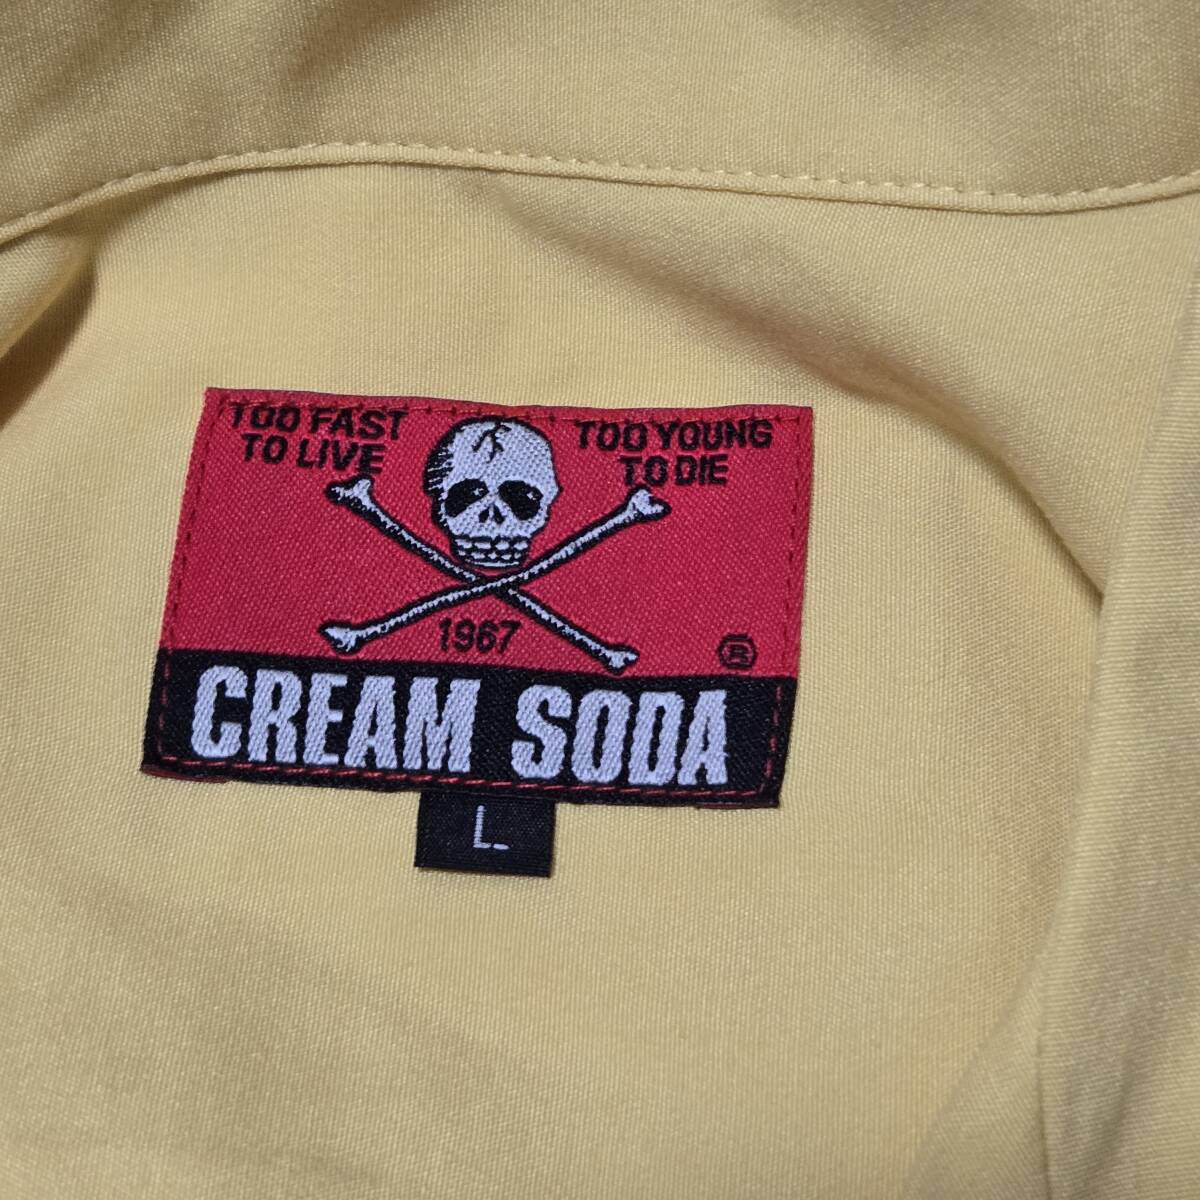 TOO FAST
TO LIVE
TOO YOUNG
TO DIE
1967
®
CREAM SODA
L